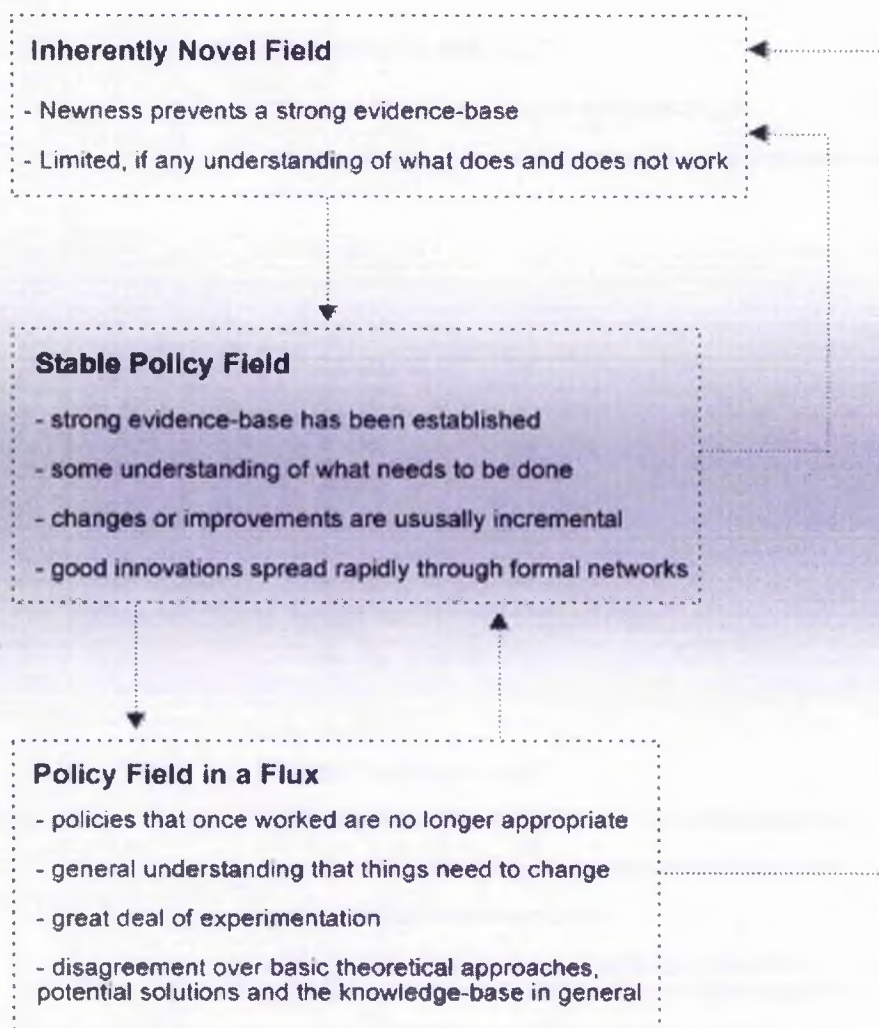 Inherently Novel Field
- Newness prevents a strong evidence-base
- Limited, if any understanding of what does and does not work
Stable Policy Field
- strong evidence-base has been established
- some understanding of what needs to be done
- changes or improvements are ususally incremental
- good innovations spread rapidly through formal networks
Policy Field in a Flux
- policies that once worked are no longer appropriate
- general understanding that things need to change
- great deal of experimentation
- disagreement over basic theoretical approaches,
potential solutions and the knowledge-base in general